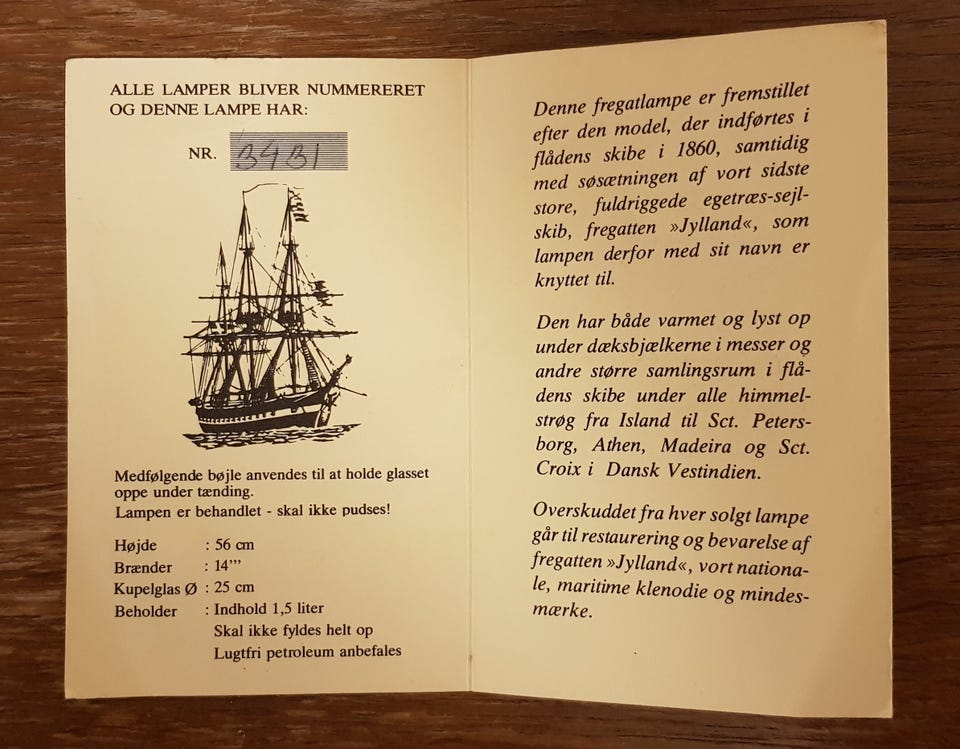 ALLE LAMPER BLIVER NUMMERERET
OG DENNE LAMPE HAR:
NR. 3431
Medfølgende bøjle anvendes til at holde glasset
oppe under tænding.
Lampen er behandlet - skal ikke pudses!
Højde : 56 cm
Brænder : 14’’’
Kupelglas Ø : 25 cm
Beholder : Indhold 1,5 liter
Skal ikke fyldes helt op
Lugtfri petroleum anbefales
Denne fregatlampe er fremstillet
efter den model, der indførtes i
flådens skibe i 1860, samtidig
med søsætningen af vort sidste
store, fuldriggede egetræs-sejl-
skib, fregatten »Jylland«, som
lampen derfor med sit navn er
knyttet til.
Den har både varmet og lyst op
under dæksbjælkerne i messer og
andre større samlingsrum i flå-
dens skibe under alle himmel-
strøg fra Island til Sct. Peters-
borg, Athen, Madeira og Sct.
Croix i Dansk Vestindien.
Overskuddet fra hver solgt lampe
går til restaurering og bevarelse af
fregatten »Jylland«, vort nationa-
le, maritime klenodie og mindes-
mærke.